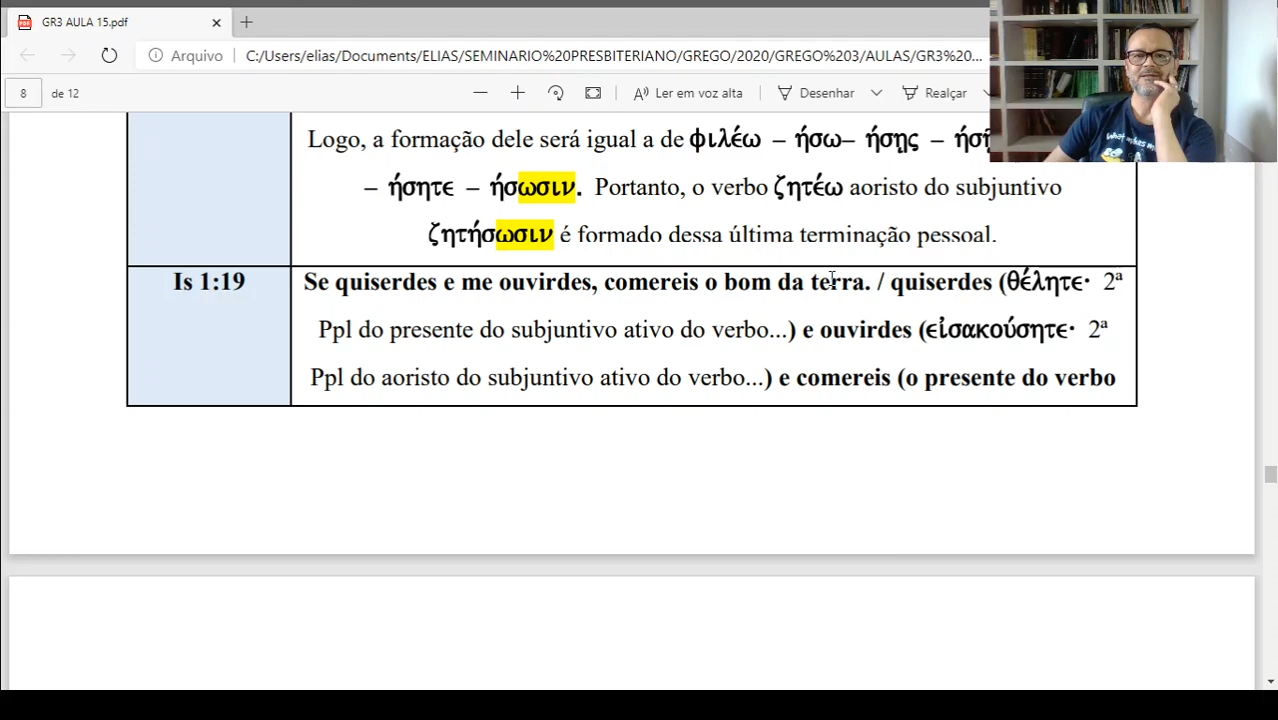 GR3 AULA 15.pdf
Arquivo C:/Users/elias/Documents/ELIAS/SEMINARIO%20PRESBITERIANO/GREGO/2020/GREGO%203/AULAS/GR3%20...
8 de 12 Ler em voz alta Desenhar Realçar
Logo, a formação dele será igual a de φιλέω – ήσω– ήσῃς – ήσῃ
– ήσητε – ήσωσιν. Portanto, o verbo ζητέω aoristo do subjuntivo
ζητήσωσιν é formado dessa última terminação pessoal.
Is 1:19 Se quiserdes e me ouvirdes, comereis o bom da terra. / quiserdes (θέλητε· 2ª
Ppl do presente do subjuntivo ativo do verbo...) e ouvirdes (εἰσακούσητε· 2ª
Ppl do aoristo do subjuntivo ativo do verbo...) e comereis (o presente do verbo